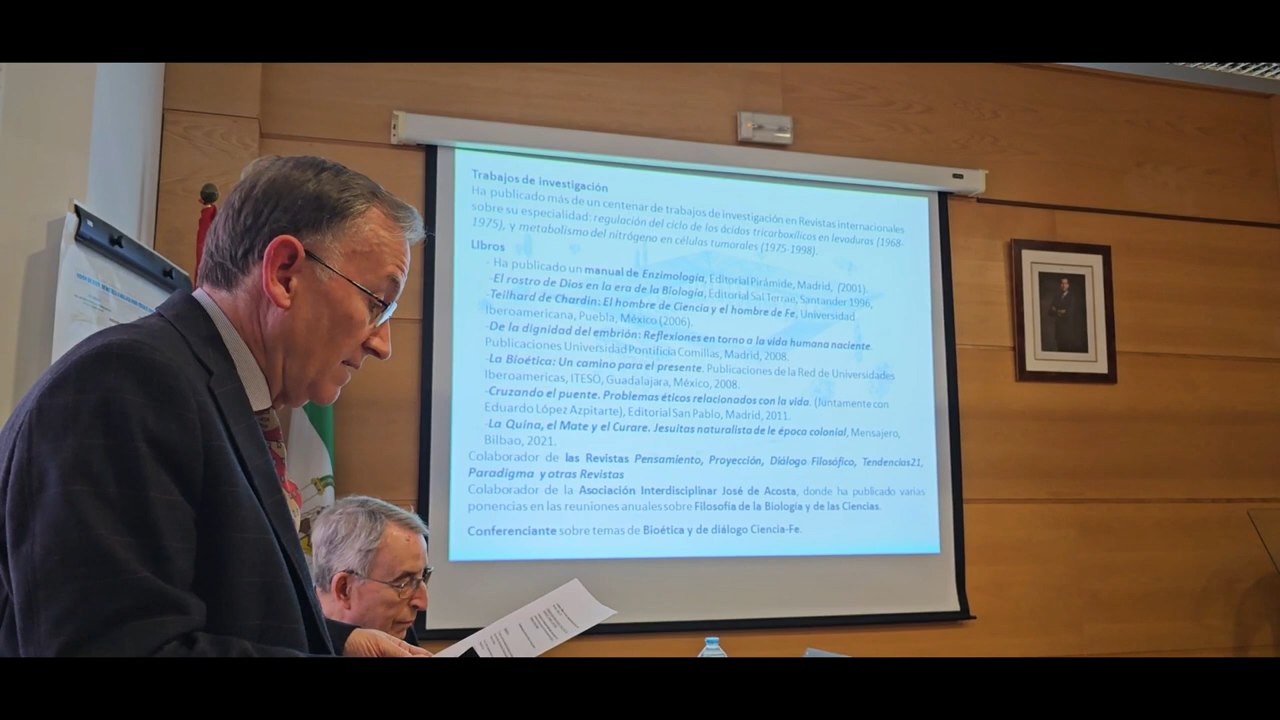 Trabajos de investigación
Ha publicado más de un centenar de trabajos de investigación en Revistas internacionales
sobre su especialidad: regulación del ciclo de los ácidos tricarboxílicos en levaduras (1968-
1975), y metabolismo del nitrógeno en células tumorales (1975-1998).
Libros
- Ha publicado un manual de Enzimología, Editorial Pirámide, Madrid, (2001).
-El rostro de Dios en la era de la Biología, Editorial Sal Terrae, Santander 1996,
-Teilhard de Chardin: El hombre de Ciencia y el hombre de Fe, Universidad
Iberoamericana, Puebla, México (2006).
-De la dignidad del embrión: Reflexiones en torno a la vida humana naciente.
Publicaciones Universidad Pontificia Comillas, Madrid, 2008.
-La Bioética: Un camino para el presente. Publicaciones de la Red de Universidades
Iberoamericas, ITESO, Guadalajara, México, 2008.
-Cruzando el puente. Problemas éticos relacionados con la vida. (Juntamente con
Eduardo López Azpitarte), Editorial San Pablo, Madrid, 2011.
-La Quina, el Mate y el Curare. Jesuitas naturalista de le época colonial, Mensajero,
Bilbao, 2021.
Colaborador de las Revistas Pensamiento, Proyección, Diálogo Filosófico, Tendencias21,
Paradigma y otras Revistas
Colaborador de la Asociación Interdisciplinar José de Acosta, donde ha publicado varias
ponencias en las reuniones anuales sobre Filosofía de la Biología y de las Ciencias.
Conferenciante sobre temas de Bioética y de diálogo Ciencia-Fe.